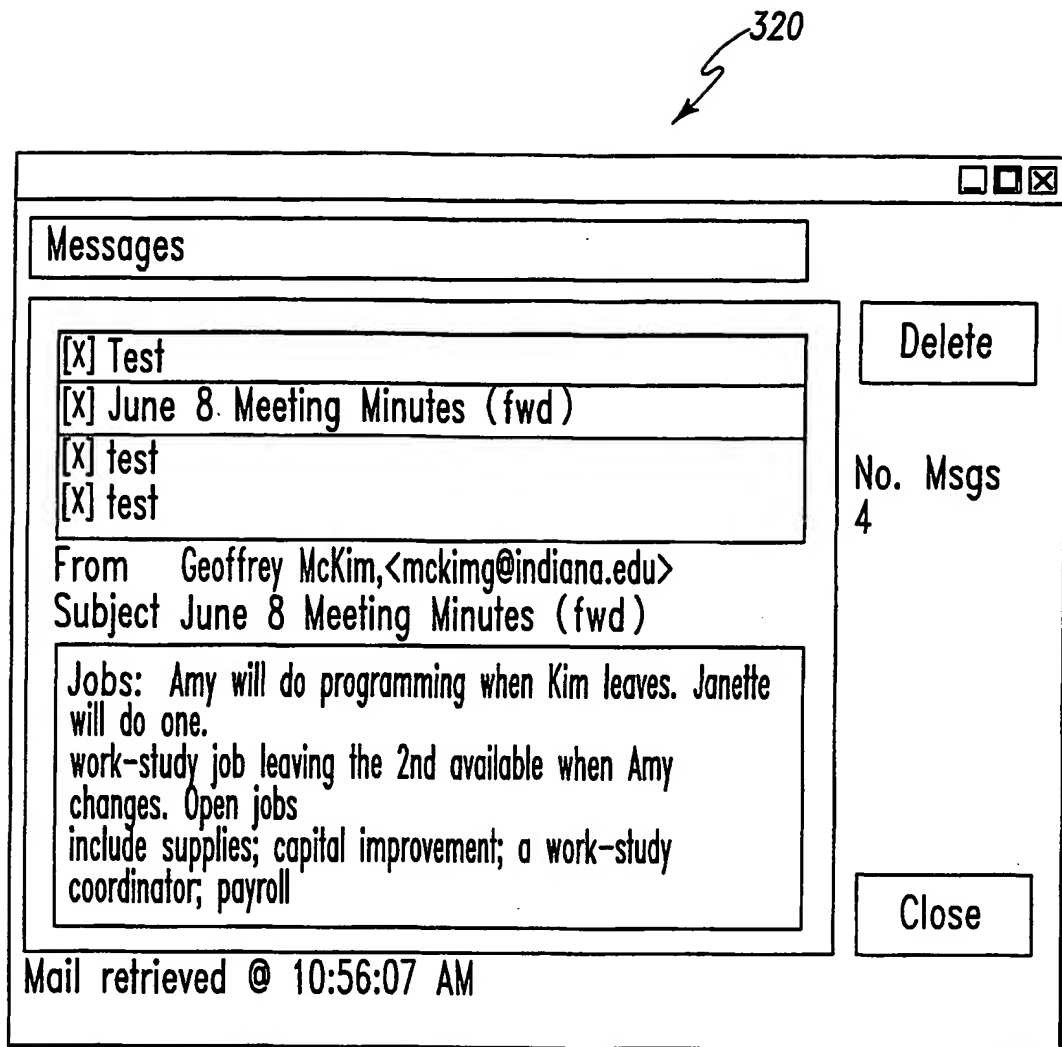 320
Messages
Delete
[X] Test
[X] June 8 Meeting Minutes (fwd)
[X] test
[X] test
No. Msgs
4
From Geoffrey McKim,<mckimg@indiana.edu>
Subject June 8 Meeting Minutes (fwd)
Jobs: Amy will do programming when Kim leaves. Janette
will do one.
work-study job leaving the 2nd available when Amy
changes. Open jobs
include supplies; capital improvement; a work-study
coordinator; payroll
Close
Mail retrieved @ 10:56:07 AM